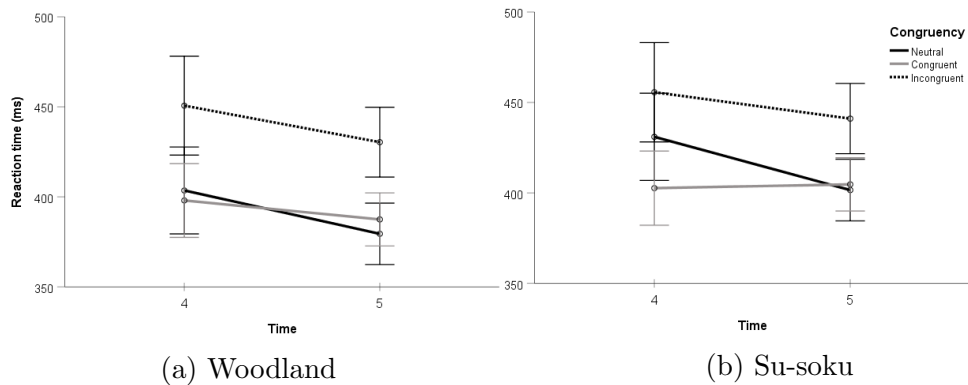 500
450
400
350
Reaction time (ms)
4
5
Time
(a) Woodland
500
450
400
350
4
5
Time
(b) Su-soku
Congruency
Neutral
Congruent
Incongruent